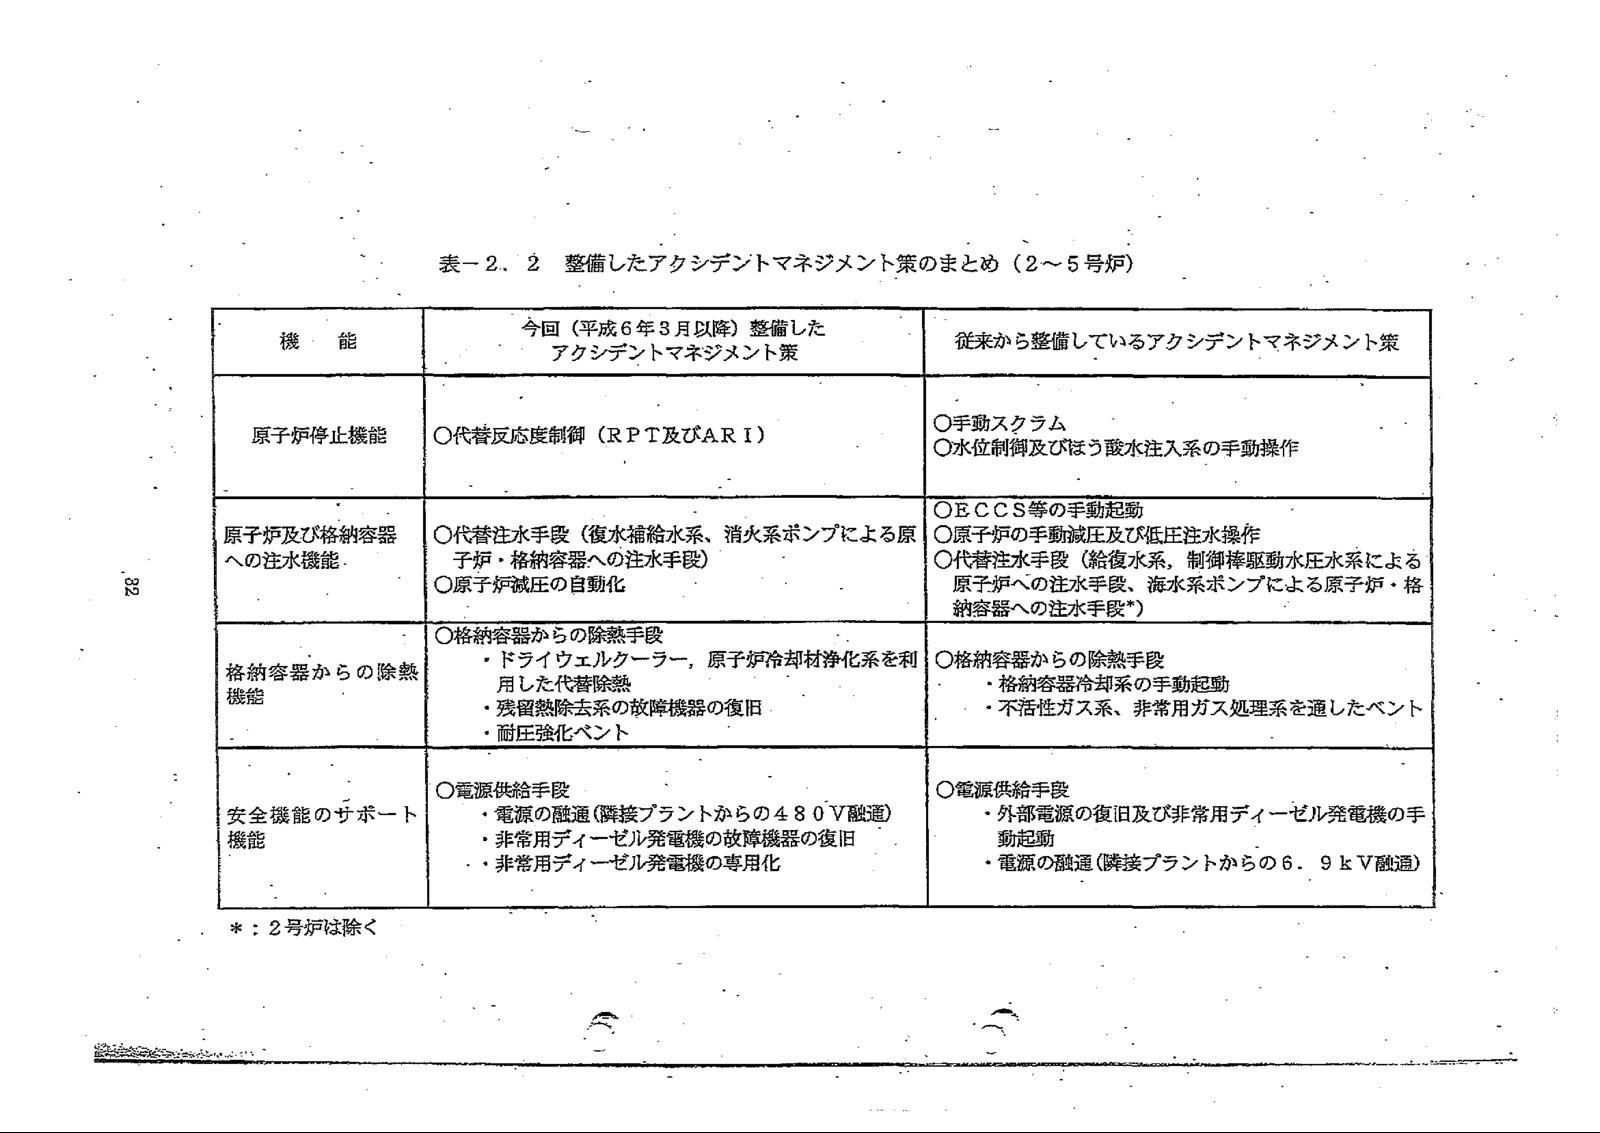 表－２．２　整備したアクシデントマネジメント策のまとめ（２～５号炉）
機　能
今回（平成６年３月以降）整備した
アクシデントマネジメント策
従来から整備しているアクシデントマネジメント策
原子炉停止機能
○代替反応度制御（ＲＰＴ及びＡＲＩ）
○手動スクラム
○水位制御及びほう酸水注入系の手動操作
原子炉及び格納容器
への注水機能
○代替注水手段（復水補給水系、消火系ポンプによる原
子炉・格納容器への注水手段）
○原子炉減圧の自動化
○ＥＣＣＳ等の手動起動
○原子炉の手動減圧及び低圧注水操作
○代替注水手段（給復水系，制御棒駆動水圧水系による
原子炉への注水手段、海水系ポンプによる原子炉・格
納容器への注水手段*）
格納容器からの除熱
機能
○格納容器からの除熱手段
・ドライウェルクーラー，原子炉冷却材浄化系を利
用した代替除熱
・残留熱除去系の故障機器の復旧
・耐圧強化ベント
○格納容器からの除熱手段
・格納容器冷却系の手動起動
・不活性ガス系、非常用ガス処理系を通したベント
安全機能のサポート
機能
○電源供給手段
・電源の融通（隣接プラントからの４８０Ｖ融通）
・非常用ディーゼル発電機の故障機器の復旧
・非常用ディーゼル発電機の専用化
○電源供給手段
・外部電源の復旧及び非常用ディーゼル発電機の手
動起動
・電源の融通（隣接プラントからの６．９ｋＶ融通）
＊：２号炉は除く
32